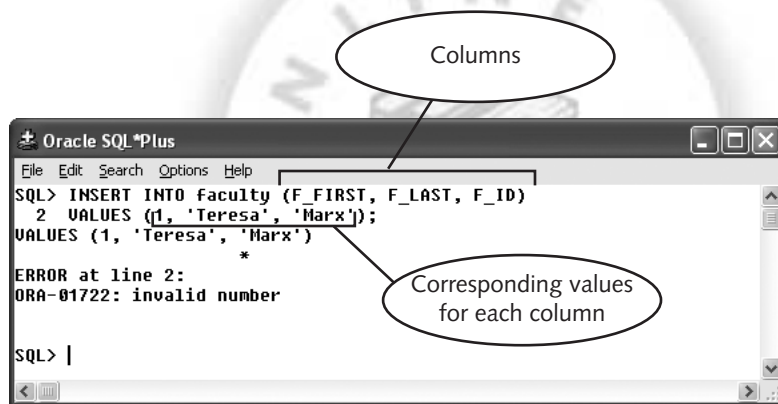 Columns
Oracle SQL*Plus
File Edit Search Options Help
SQL> INSERT INTO faculty (F_FIRST, F_LAST, F_ID)
2 VALUES (1, 'Teresa', 'Marx');
VALUES (1, 'Teresa', 'Marx')
*
ERROR at line 2:
ORA-01722: invalid number
Corresponding values
for each column
SQL>